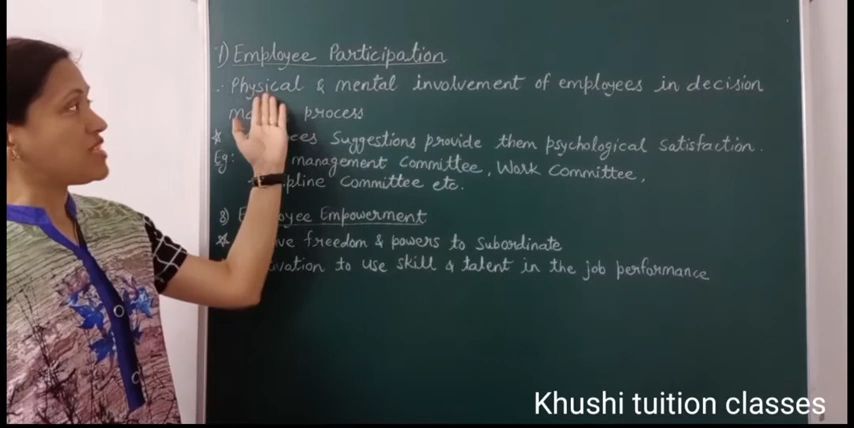 7) Employee Participation
Physical & mental involvement of employees in decision
process
* suggestions provide them psychological satisfaction.
Eg: management committee, Work committee,
committee etc.
8) Empowerment
* freedom & powers to subordinate
to use skill & talent in the job performance
Khushi tuition classes